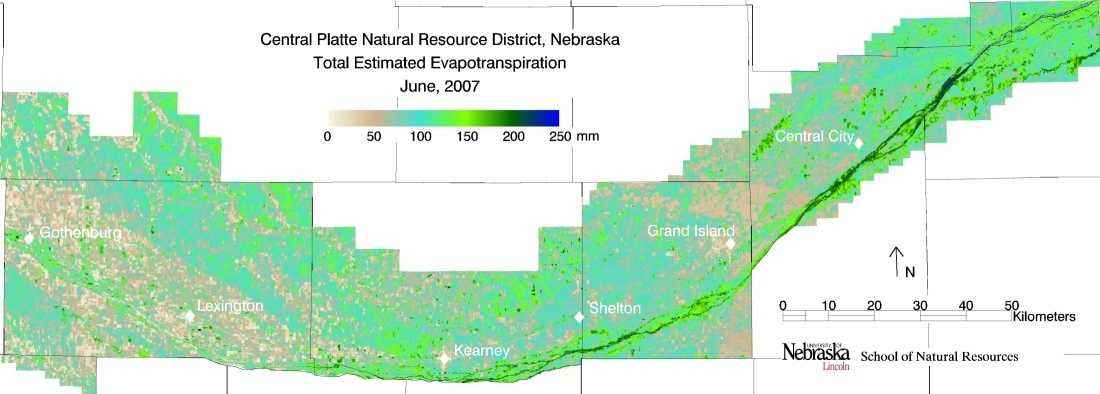 Central Platte Natural Resource District, Nebraska
Total Estimated Evapotranspiration
June, 2007
0 50 100 150 200 250 mm
Central City
Gothenburg
Grand Island
N
Lexington
Shelton
0 10 20 30 40 50
Kilometers
Kearney
UNIVERSITY OF
Nebraska
Lincoln
School of Natural Resources